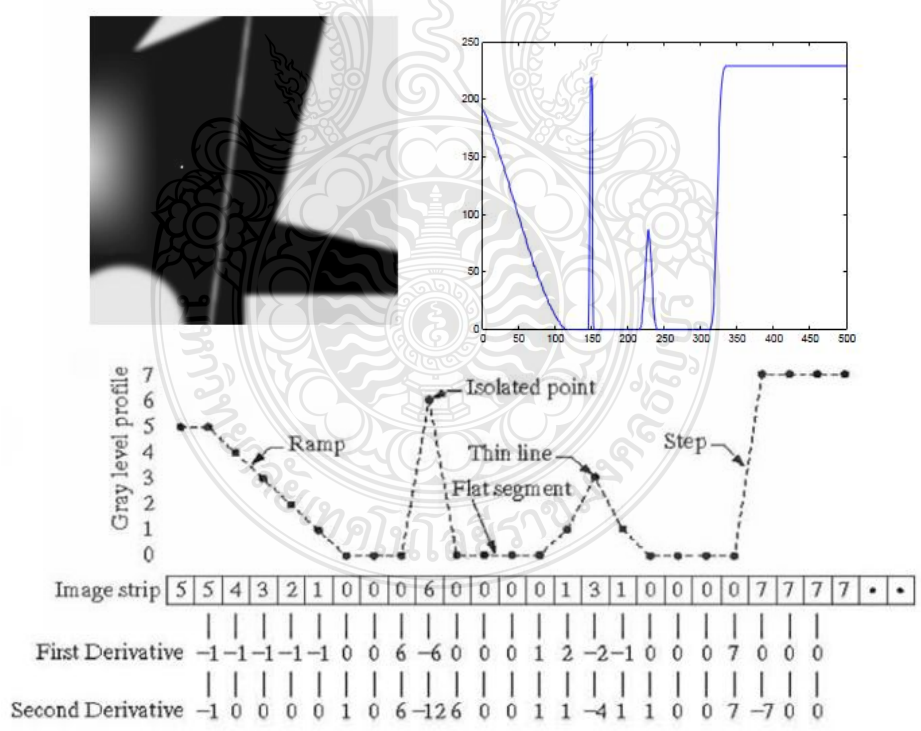 250
200
150
100
50
0
0 50 100 150 200 250 300 350 400 450 500
Gray level profile
7
6
5
4
3
2
1
0
Isolated point
Ramp
Thin line
Step
Flat segment
Image strip 5 5 4 3 2 1 0 0 0 6 0 0 0 0 1 3 1 0 0 0 0 7 7 7 7 • •
First Derivative -1 -1 -1 -1 -1 0 0 6 -6 0 0 0 1 2 -2 -1 0 0 0 7 0 0 0
Second Derivative -1 0 0 0 0 1 0 6 -12 6 0 0 1 1 -4 1 1 0 0 7 -7 0 0